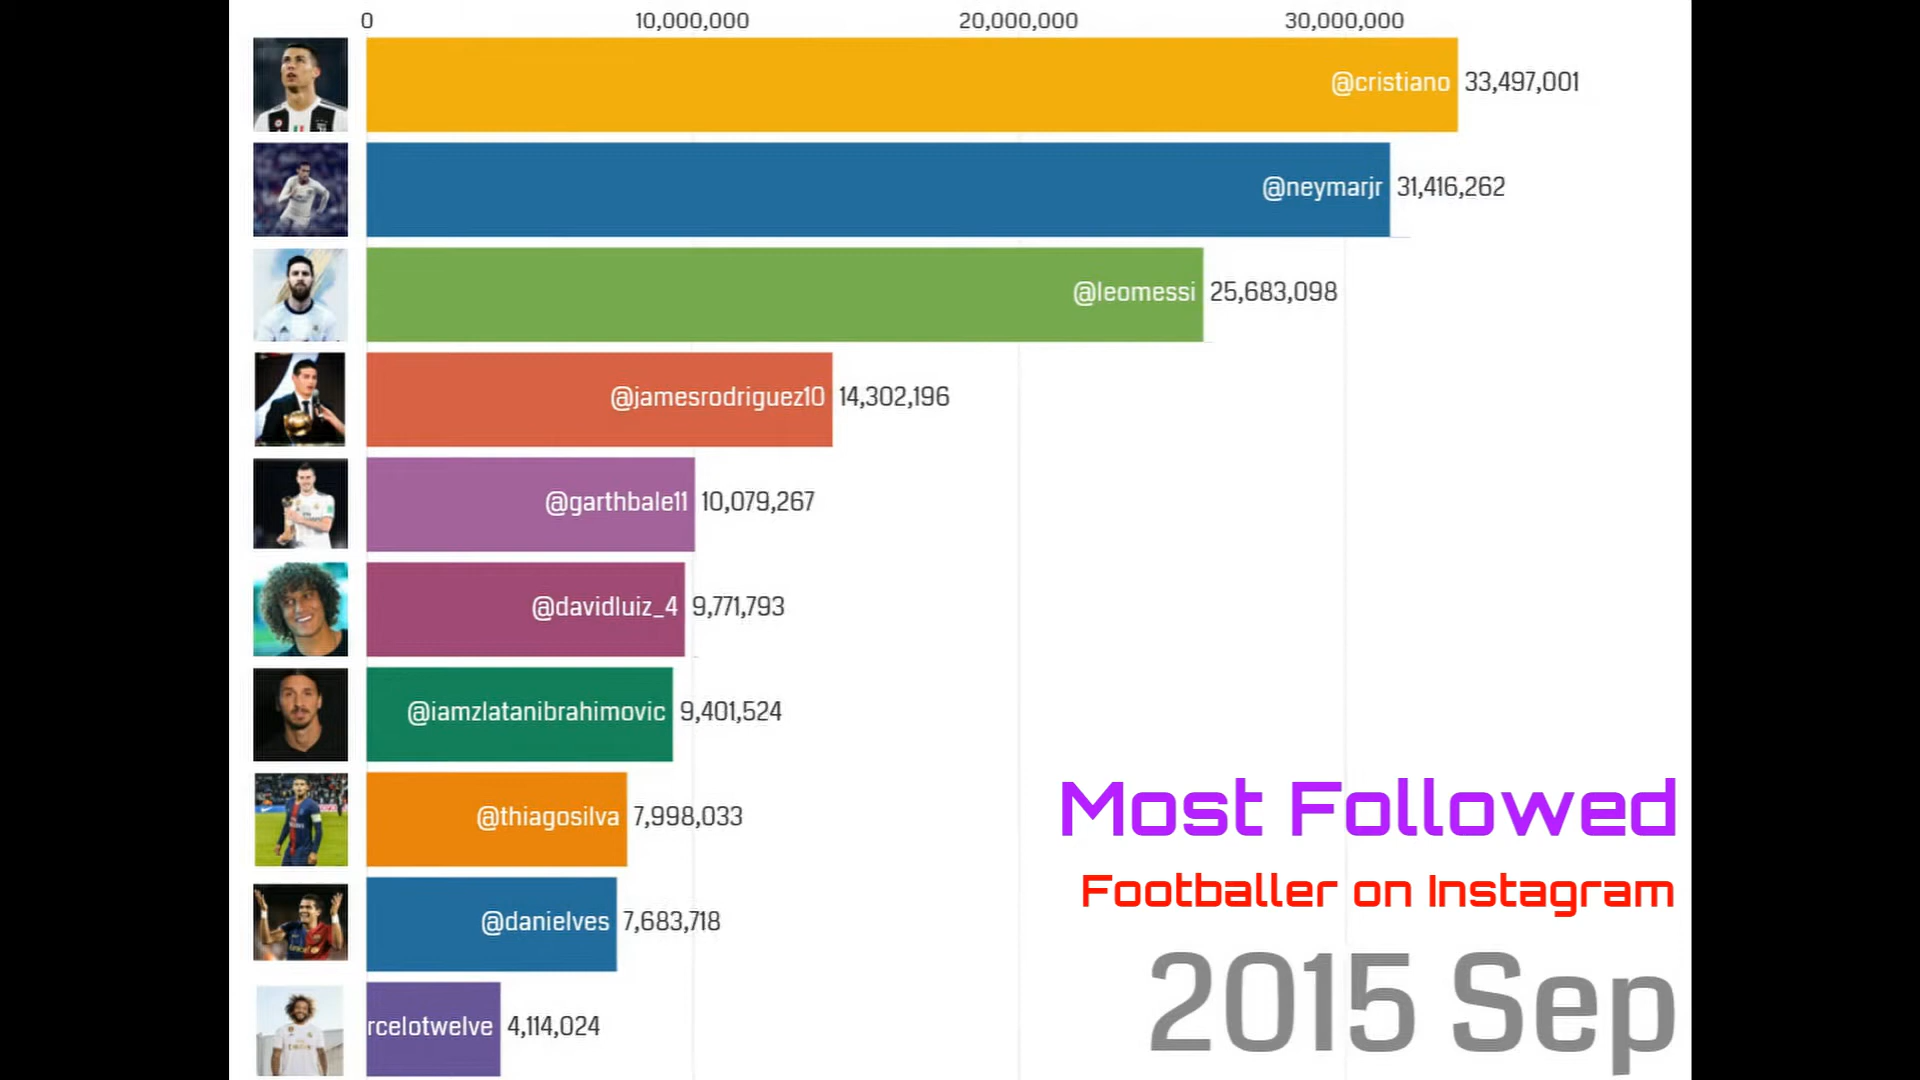 0 10,000,000 20,000,000 30,000,000
@cristiano 33,497,001
@neymarjr 31,416,262
@leomessi 25,683,098
@jamesrodriguez10 14,302,196
@garthbale11 10,079,267
@davidluiz_4 9,771,793
@iamzlatanibrahimovic 9,401,524
@thiagosilva 7,998,033
@danielves 7,683,718
rcelotwelve 4,114,024
Most Followed
Footballer on Instagram
2015 Sep